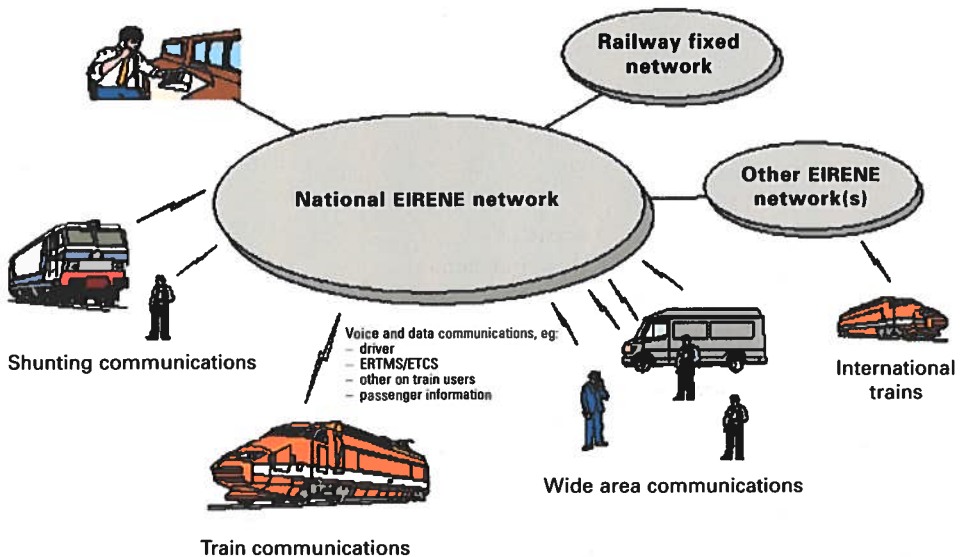 Railway fixed
network
National EIRENE network
Other EIRENE
network(s)
Shunting communications
Voice and data communications, eg:
– driver
– ERTMS/ETCS
– other on train users
– passenger information
International
trains
Wide area communications
Train communications